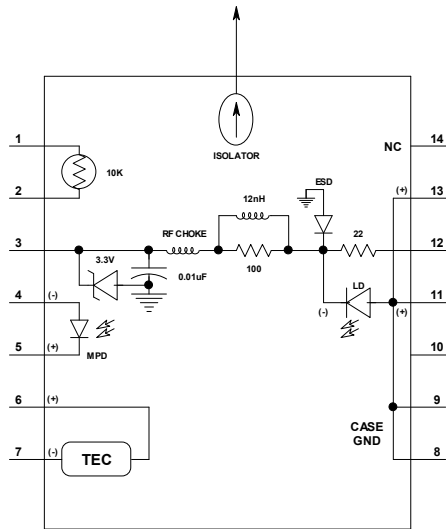 ISOLATOR
1
14
NC
10K
2
13
(+)
ESD
12nH
RF CHOKE
3
12
22
3.3V
0.01uF
100
4
(-)
LD
11
(+)
(-)
5
(+)
MPD
10
6
(+)
9
CASE
GND
7
(-)
TEC
8